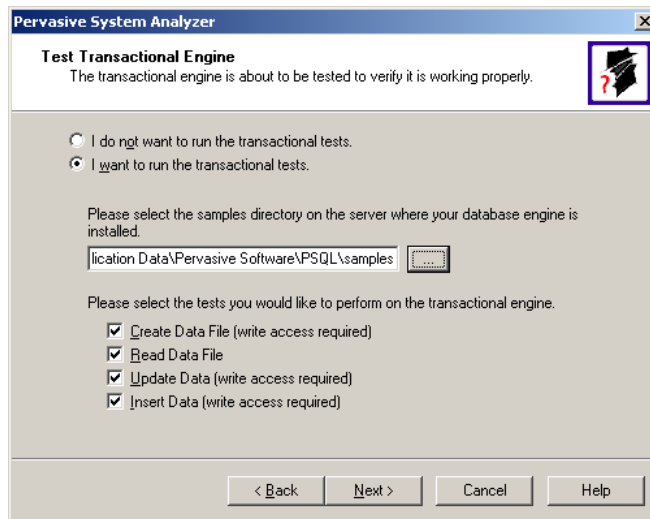 Pervasive System Analyzer
Test Transactional Engine
The transactional engine is about to be tested to verify it is working properly.
?
I do not want to run the transactional tests.
I want to run the transactional tests.
Please select the samples directory on the server where your database engine is
installed.
lication Data\Pervasive Software\PSQL\samples
...
Please select the tests you would like to perform on the transactional engine.
Create Data File (write access required)
Read Data File
Update Data (write access required)
Insert Data (write access required)
< Back Next > Cancel Help